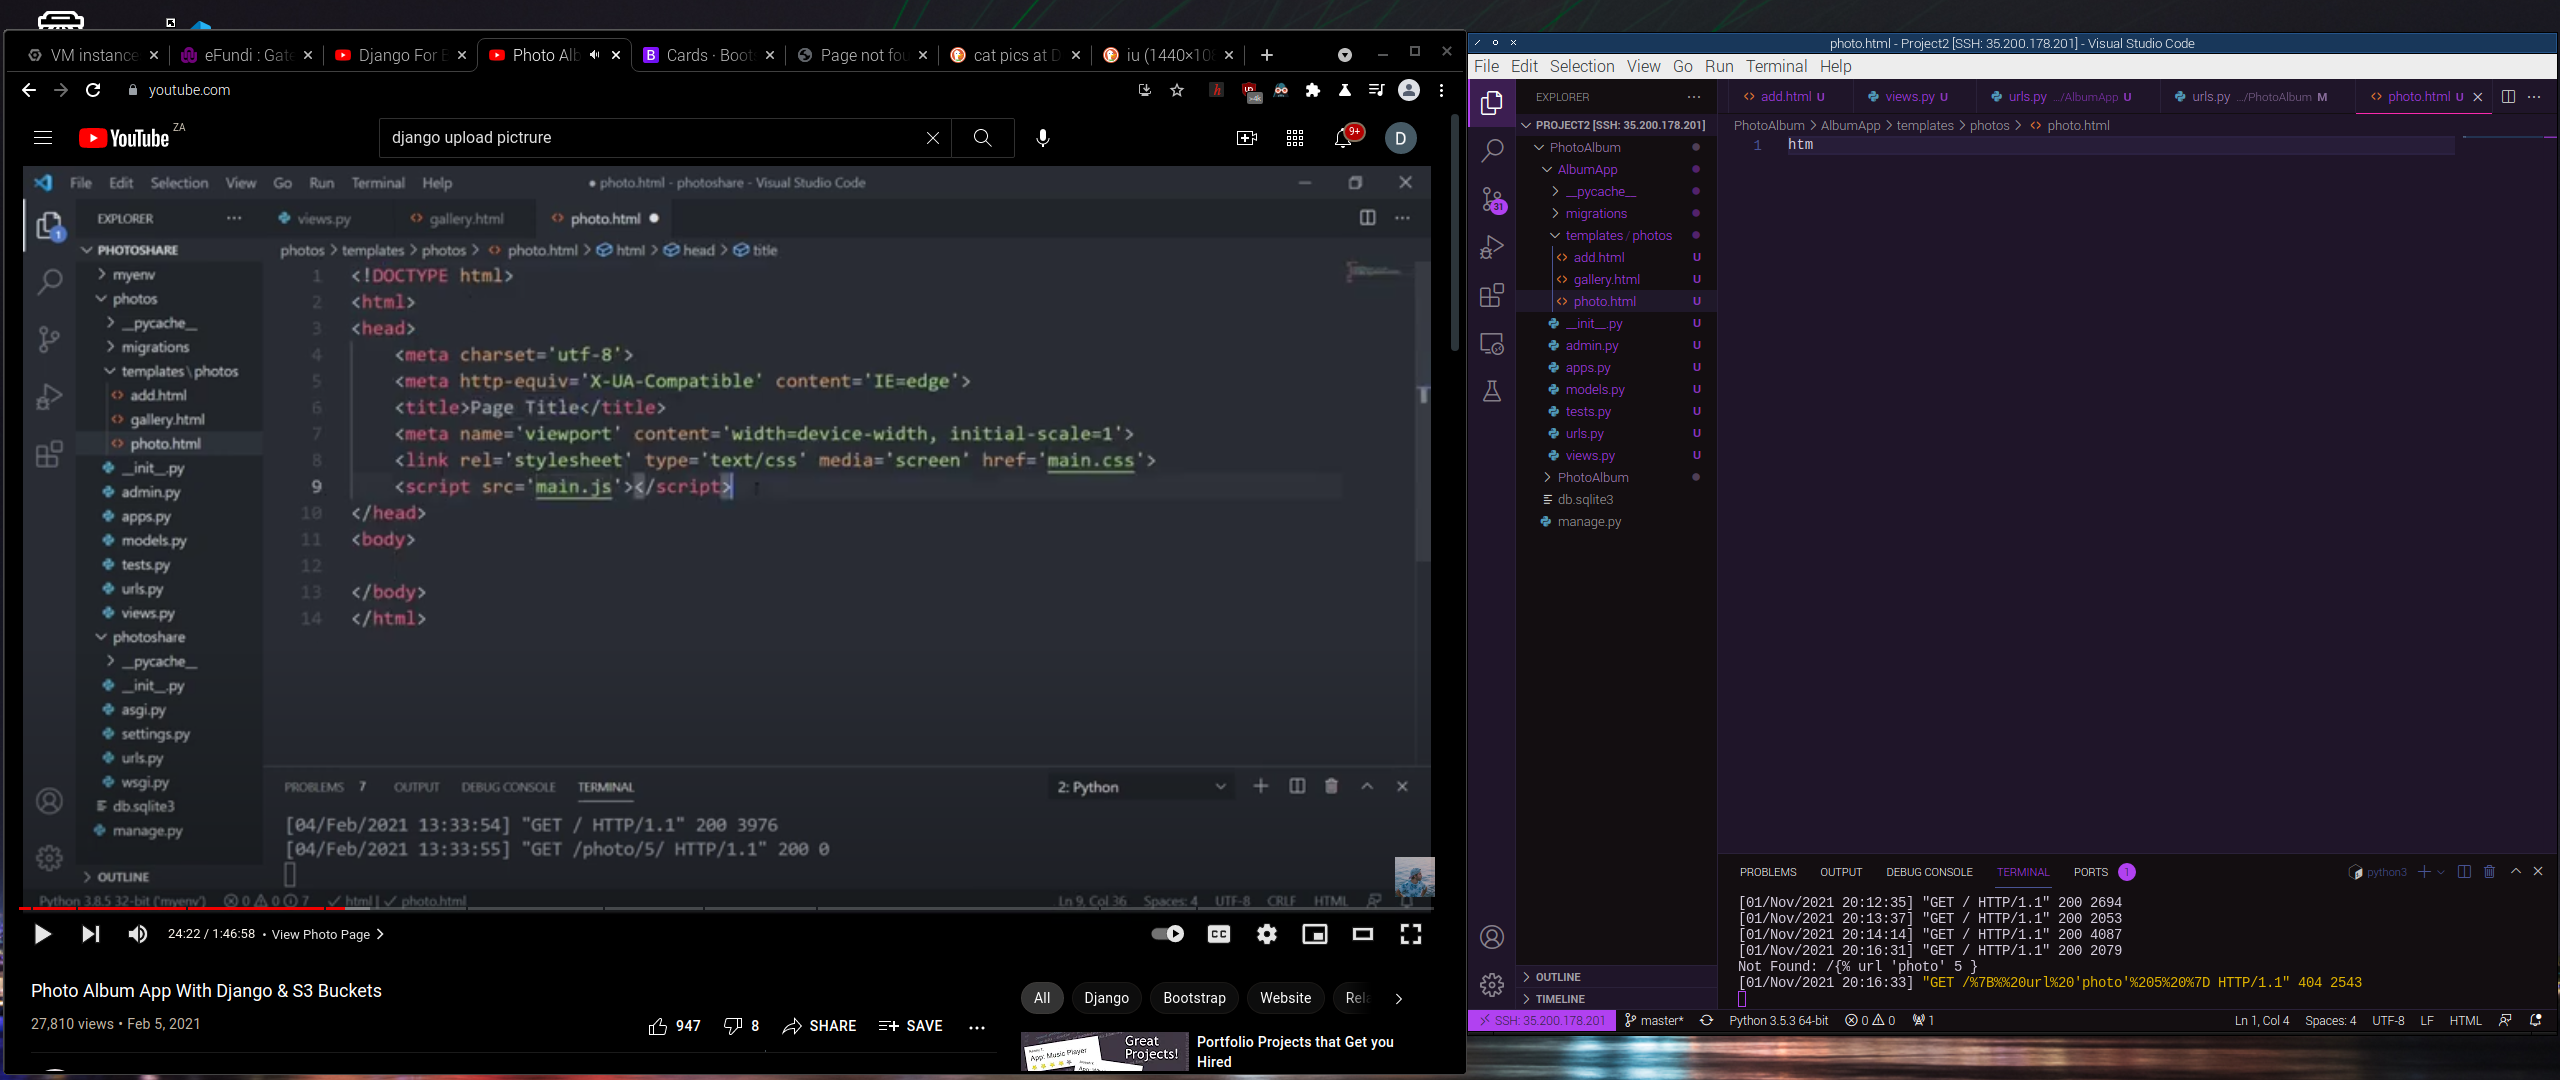 VM instance
eFundi : Gate
Django For B
Photo Alb
Cards · Boots
Page not fou
cat pics at D
iu (1440×108
youtube.com
YouTube ZA
django upload pictrure
9+
D
File Edit Selection View Go Run Terminal Help
● photo.html - photoshare - Visual Studio Code
EXPLORER
views.py
gallery.html
photo.html
1
PHOTOSHARE
photos > templates > photos > photo.html > html > head > title
myenv
photos
__pycache__
migrations
templates \ photos
add.html
gallery.html
photo.html
__init__.py
admin.py
apps.py
models.py
tests.py
urls.py
views.py
photoshare
__pycache__
__init__.py
asgi.py
settings.py
urls.py
wsgi.py
db.sqlite3
manage.py
OUTLINE
1 <!DOCTYPE html>
2 <html>
3 <head>
4 <meta charset='utf-8'>
5 <meta http-equiv='X-UA-Compatible' content='IE=edge'>
6 <title>Page Title</title>
7 <meta name='viewport' content='width=device-width, initial-scale=1'>
8 <link rel='stylesheet' type='text/css' media='screen' href='main.css'>
9 <script src='main.js'></script>
10 </head>
11 <body>
12
13 </body>
14 </html>
PROBLEMS 7 OUTPUT DEBUG CONSOLE TERMINAL
2: Python
[04/Feb/2021 13:33:54] "GET / HTTP/1.1" 200 3976
[04/Feb/2021 13:33:55] "GET /photo/5/ HTTP/1.1" 200 0
Python 3.8.5 32-bit ('myenv') 0 0 7 html | photo.html
Ln 9, Col 36 Spaces: 4 UTF-8 CRLF HTML
24:22 / 1:46:58 • View Photo Page
CC
Photo Album App With Django & S3 Buckets
27,810 views • Feb 5, 2021
947 8 SHARE SAVE
All Django Bootstrap Website Rela
Great Projects!
App: Music Player
Portfolio Projects that Get you
Hired
photo.html - Project2 [SSH: 35.200.178.201] - Visual Studio Code
File Edit Selection View Go Run Terminal Help
EXPLORER
add.html U
views.py U
urls.py .../AlbumApp U
urls.py .../PhotoAlbum M
photo.html U
PROJECT2 [SSH: 35.200.178.201]
PhotoAlbum > AlbumApp > templates > photos > photo.html
31
PhotoAlbum
AlbumApp
__pycache__
migrations
templates / photos
add.html U
gallery.html U
photo.html U
__init__.py U
admin.py U
apps.py U
models.py U
tests.py U
urls.py U
views.py U
PhotoAlbum
db.sqlite3
manage.py
OUTLINE
TIMELINE
1 htm
PROBLEMS OUTPUT DEBUG CONSOLE TERMINAL PORTS 1
python3
[01/Nov/2021 20:12:35] "GET / HTTP/1.1" 200 2694
[01/Nov/2021 20:13:37] "GET / HTTP/1.1" 200 2053
[01/Nov/2021 20:14:14] "GET / HTTP/1.1" 200 4087
[01/Nov/2021 20:16:31] "GET / HTTP/1.1" 200 2079
Not Found: /{% url 'photo' 5 }
[01/Nov/2021 20:16:33] "GET /%7B%%20url%20'photo'%205%20%7D HTTP/1.1" 404 2543
SSH: 35.200.178.201 master* Python 3.5.3 64-bit 0 0 1
Ln 1, Col 4 Spaces: 4 UTF-8 LF HTML